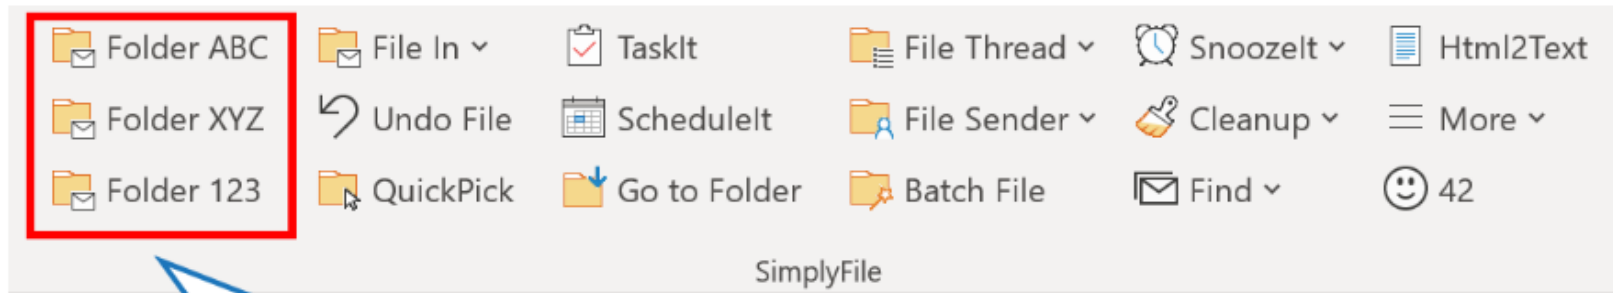 Folder ABC
File In
TaskIt
File Thread
SnoozeIt
Html2Text
Folder XYZ
Undo File
ScheduleIt
File Sender
Cleanup
More
Folder 123
QuickPick
Go to Folder
Batch File
Find
42
SimplyFile